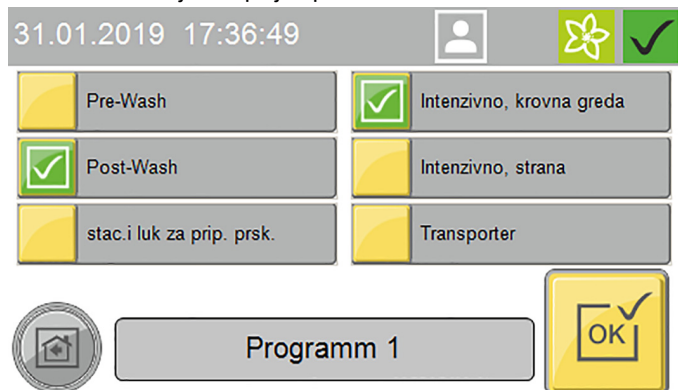 31.01.2019 17:36:49
Pre-Wash
Intenzivno, krovna greda
Post-Wash
Intenzivno, strana
stac.i luk za prip. prsk.
Transporter
Programm 1
OK